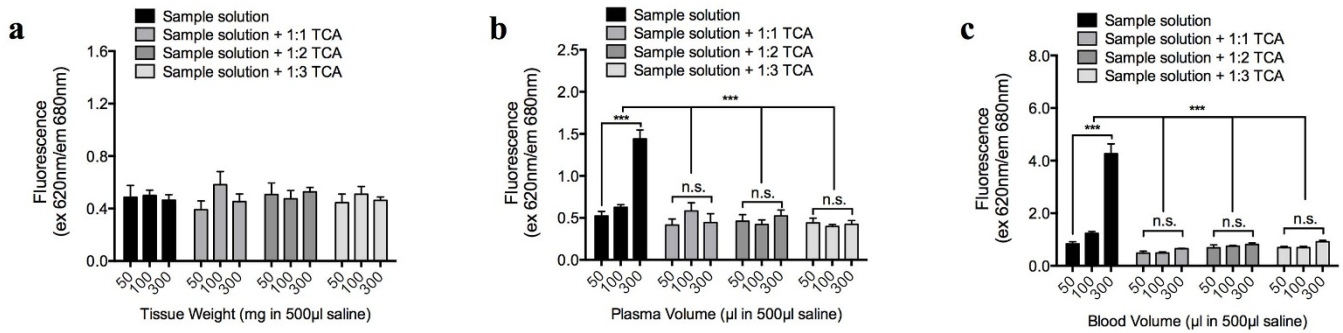 a
Sample solution
Sample solution + 1:1 TCA
Sample solution + 1:2 TCA
Sample solution + 1:3 TCA
Fluorescence
(ex 620nm/em 680nm)
1.6
1.2
0.8
0.4
0.0
50 100 300 50 100 300 50 100 300 50 100 300
Tissue Weight (mg in 500µl saline)
b
Sample solution
Sample solution + 1:1 TCA
Sample solution + 1:2 TCA
Sample solution + 1:3 TCA
Fluorescence
(ex 620nm/em 680nm)
2.5
2.0
1.5
1.0
0.5
0.0
***
***
n.s.
n.s.
n.s.
50 100 300 50 100 300 50 100 300 50 100 300
Plasma Volume (µl in 500µl saline)
c
Sample solution
Sample solution + 1:1 TCA
Sample solution + 1:2 TCA
Sample solution + 1:3 TCA
Fluorescence
(ex 620nm/em 680nm)
8.0
6.0
4.0
2.0
0.0
***
***
n.s.
n.s.
n.s.
50 100 300 50 100 300 50 100 300 50 100 300
Blood Volume (µl in 500µl saline)